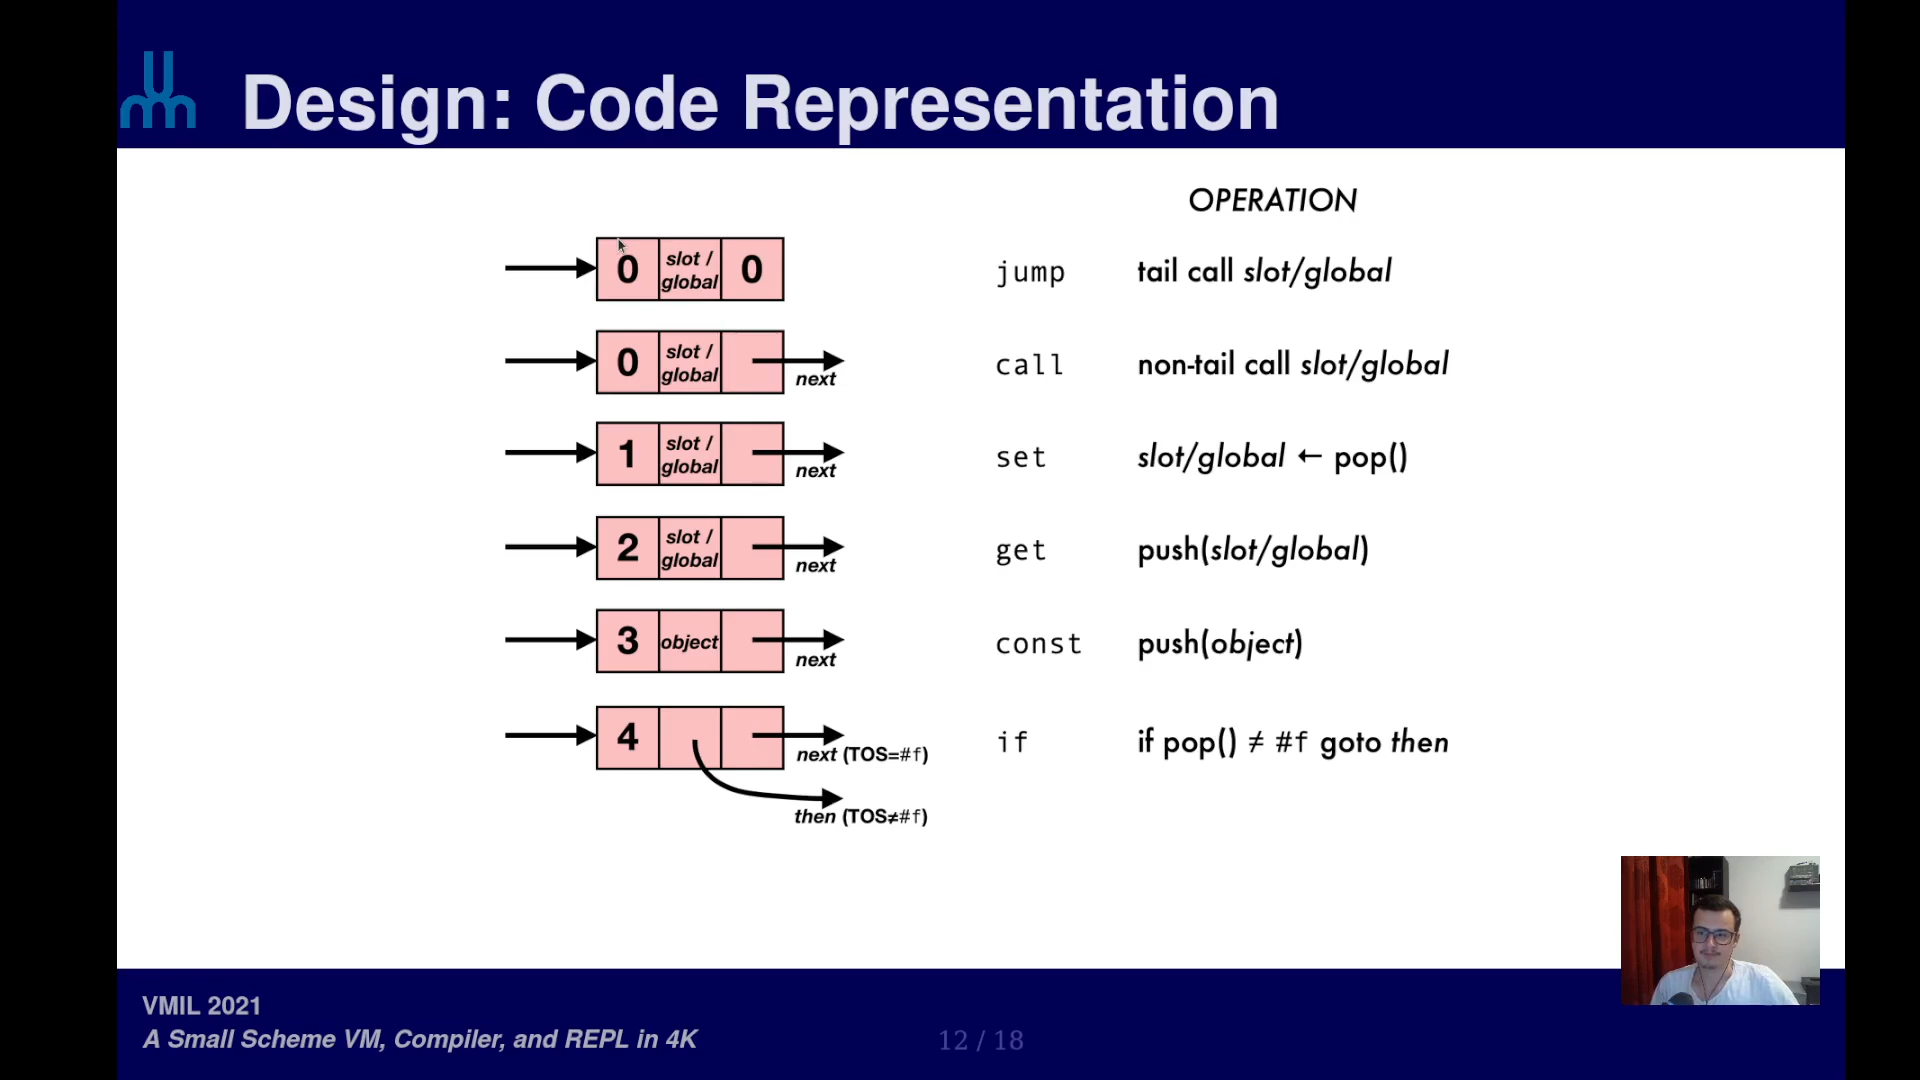 Design: Code Representation
OPERATION
0 slot / global 0 jump tail call slot/global
0 slot / global next call non-tail call slot/global
1 slot / global next set slot/global ← pop()
2 slot / global next get push(slot/global)
3 object next const push(object)
4 next (TOS=#f) if if pop() ≠ #f goto then
then (TOS≠#f)
VMIL 2021
A Small Scheme VM, Compiler, and REPL in 4K
12 / 18